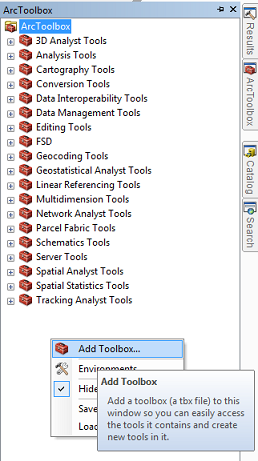 ArcToolbox
ArcToolbox
3D Analyst Tools
Analysis Tools
Cartography Tools
Conversion Tools
Data Interoperability Tools
Data Management Tools
Editing Tools
FSD
Geocoding Tools
Geostatistical Analyst Tools
Linear Referencing Tools
Multidimension Tools
Network Analyst Tools
Parcel Fabric Tools
Schematics Tools
Server Tools
Spatial Analyst Tools
Spatial Statistics Tools
Tracking Analyst Tools
Add Toolbox...
Environments
Hide
Save
Load
Add Toolbox
Add a toolbox (a tbx file) to this
window so you can easily access
the tools it contains and create
new tools in it.
Results
ArcToolbox
Catalog
Search